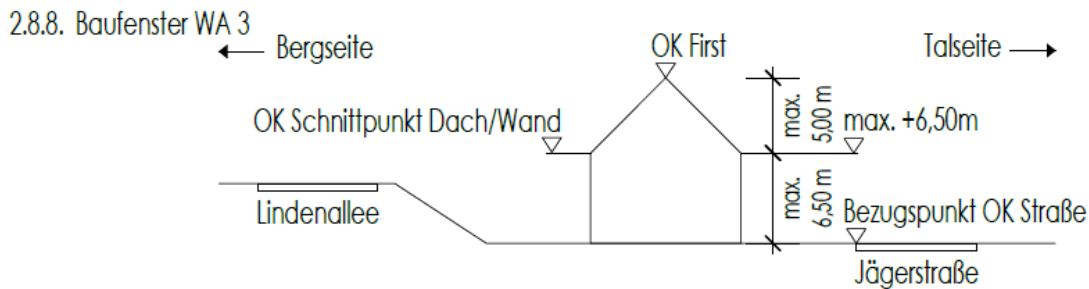 2.8.8. Baufenster WA 3
Bergseite
OK First
Talseite
OK Schnittpunkt Dach/Wand
max.
5,00 m
max. +6,50m
max.
6,50 m
Lindenallee
Bezugspunkt OK Straße
Jägerstraße